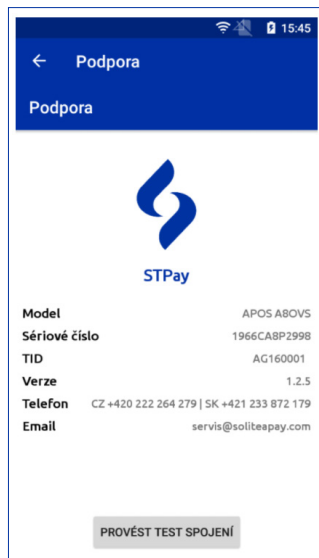 15:45
Podpora
Podpora
STPay
Model APOS A8OVS
Sériové číslo 1966CA8P2998
TID AG160001
Verze 1.2.5
Telefon CZ +420 222 264 279 | SK +421 233 872 179
Email servis@soliteapay.com
PROVÉST TEST SPOJENÍ